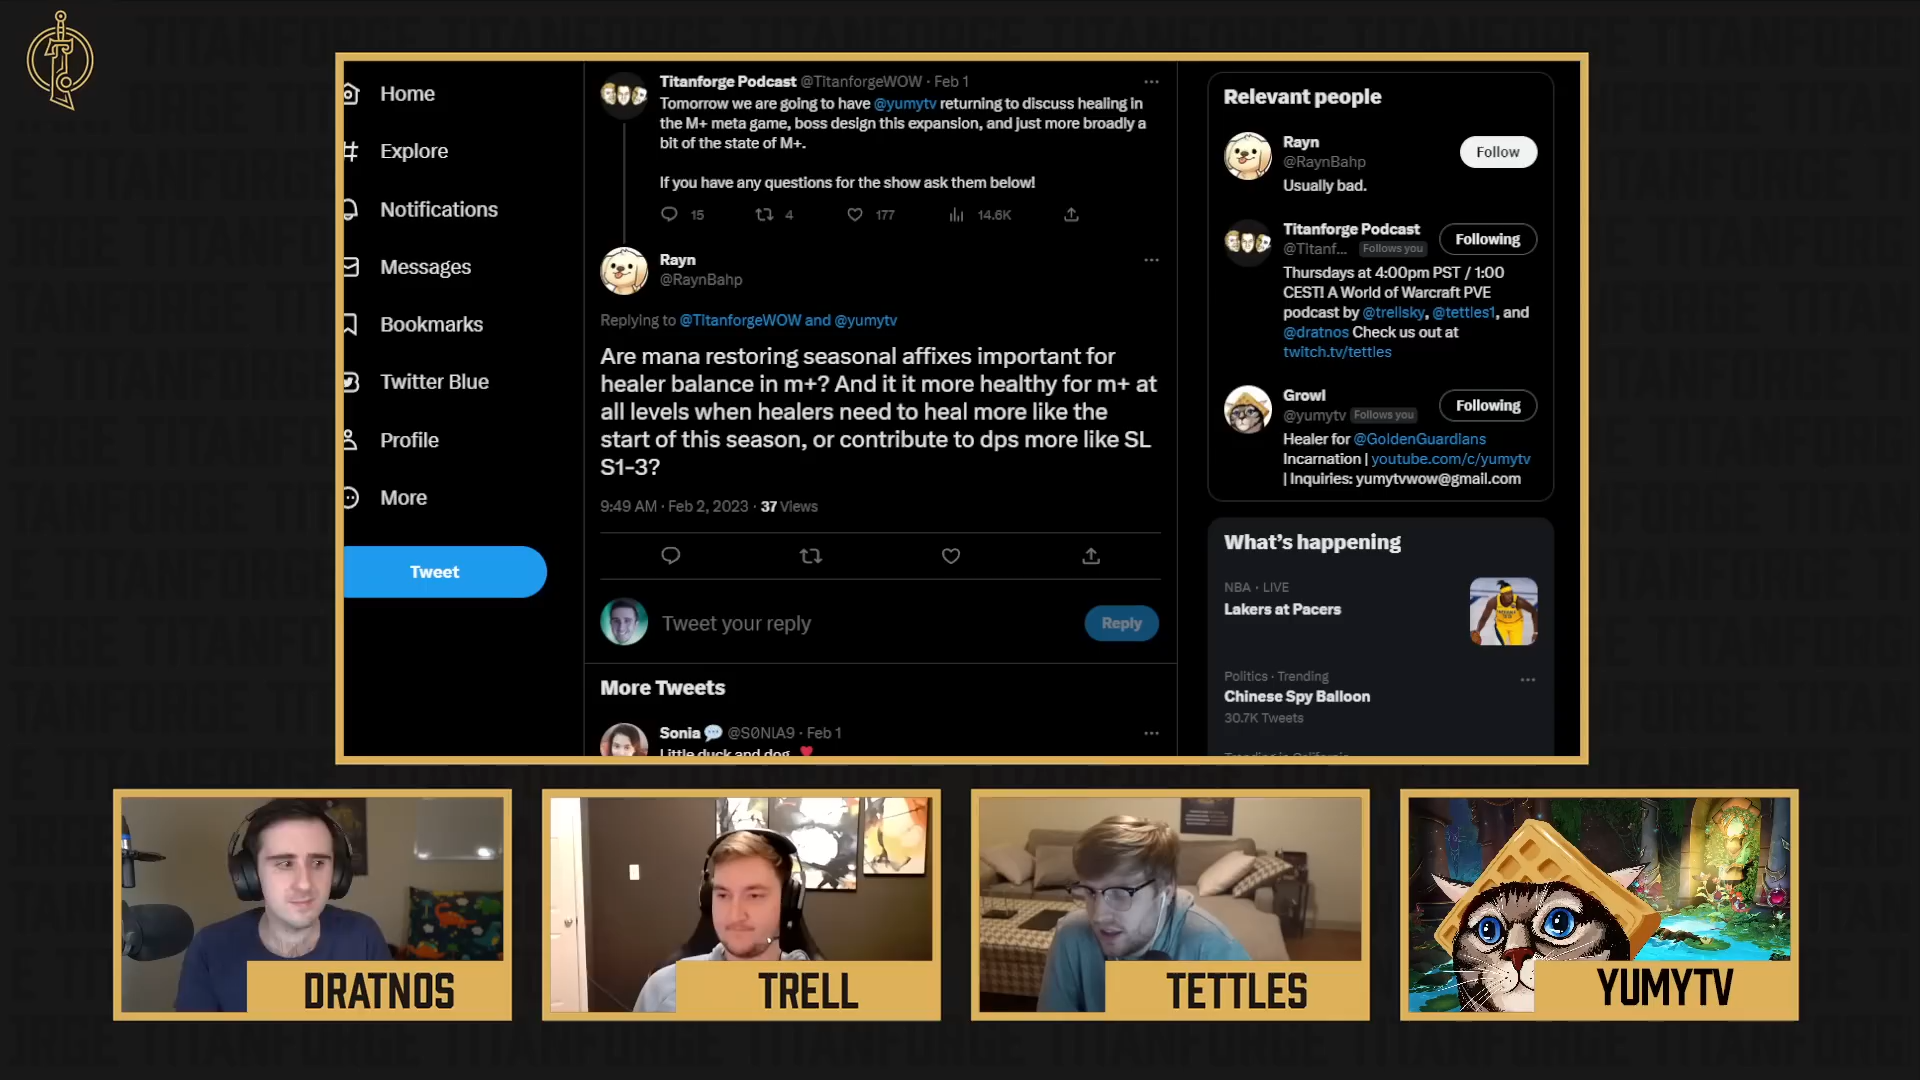 Home
Explore
Notifications
Messages
Bookmarks
Twitter Blue
Profile
More
Tweet
Titanforge Podcast @TitanforgeWOW · Feb 1
Tomorrow we are going to have @yumytv returning to discuss healing in
the M+ meta game, boss design this expansion, and just more broadly a
bit of the state of M+.
If you have any questions for the show ask them below!
15 4 177 14.6K
Rayn
@RaynBahp
Replying to @TitanforgeWOW and @yumytv
Are mana restoring seasonal affixes important for
healer balance in m+? And it it more healthy for m+ at
all levels when healers need to heal more like the
start of this season, or contribute to dps more like SL
S1-3?
9:49 AM · Feb 2, 2023 · 37 Views
Tweet your reply
Reply
More Tweets
Sonia 💬 @S0NIA9 · Feb 1
Little duck and dog.. ❤️
Relevant people
Rayn
@RaynBahp
Follow
Usually bad.
Titanforge Podcast
@Titanf... Follows you
Following
Thursdays at 4:00pm PST / 1:00
CEST! A World of Warcraft PVE
podcast by @trellsky, @tettles1, and
@dratnos Check us out at
twitch.tv/tettles
Growl
@yumytv Follows you
Following
Healer for @GoldenGuardians
Incarnation | youtube.com/c/yumytv
| Inquiries: yumytvwow@gmail.com
What's happening
NBA · LIVE
Lakers at Pacers
Politics · Trending
Chinese Spy Balloon
30.7K Tweets
Trending in California
DRATNOS
TRELL
TETTLES
YUMYTV